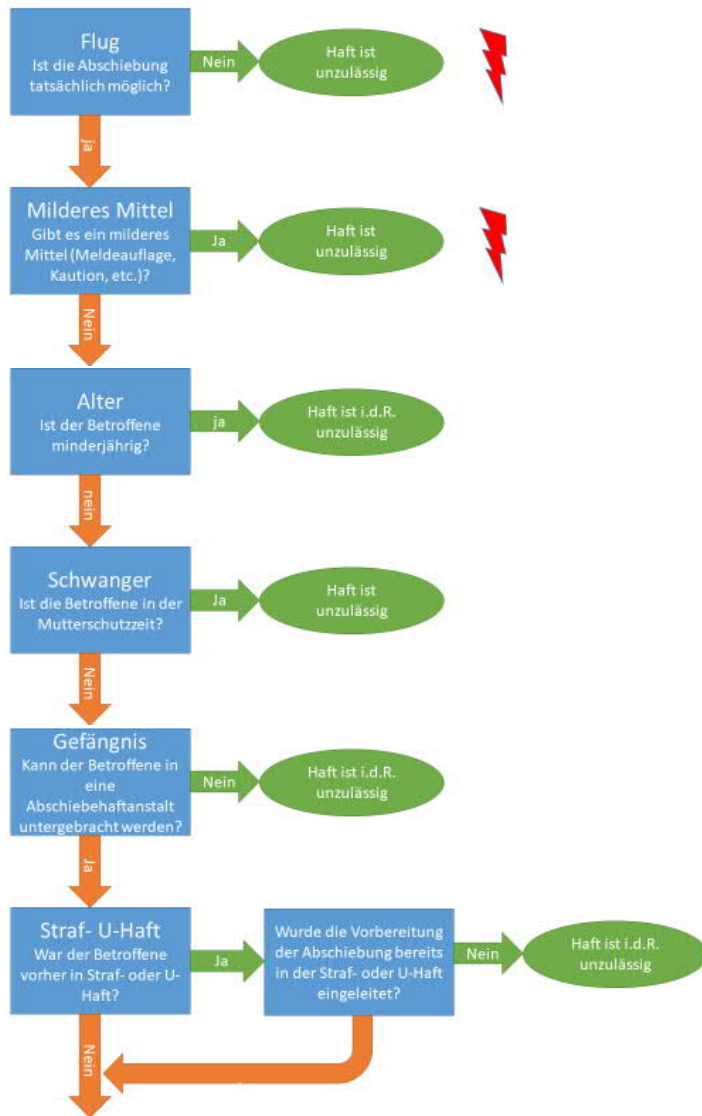 Flug
Ist die Abschiebung
tatsächlich möglich?
Nein
Haft ist
unzulässig
ja
Milderes Mittel
Gibt es ein milderes
Mittel (Meldeauflage,
Kaution, etc.)?
Ja
Haft ist
unzulässig
Nein
Alter
Ist der Betroffene
minderjährig?
ja
Haft ist i.d.R.
unzulässig
nein
Schwanger
Ist die Betroffene in der
Mutterschutzzeit?
Ja
Haft ist
unzulässig
Nein
Gefängnis
Kann der Betroffene in
eine
Abschiebehaftanstalt
untergebracht werden?
Nein
Haft ist i.d.R.
unzulässig
Ja
Straf- U-Haft
War der Betroffene
vorher in Straf- oder U-
Haft?
Ja
Wurde die Vorbereitung
der Abschiebung bereits
in der Straf- oder U-Haft
eingeleitet?
Nein
Haft ist i.d.R.
unzulässig
Nein